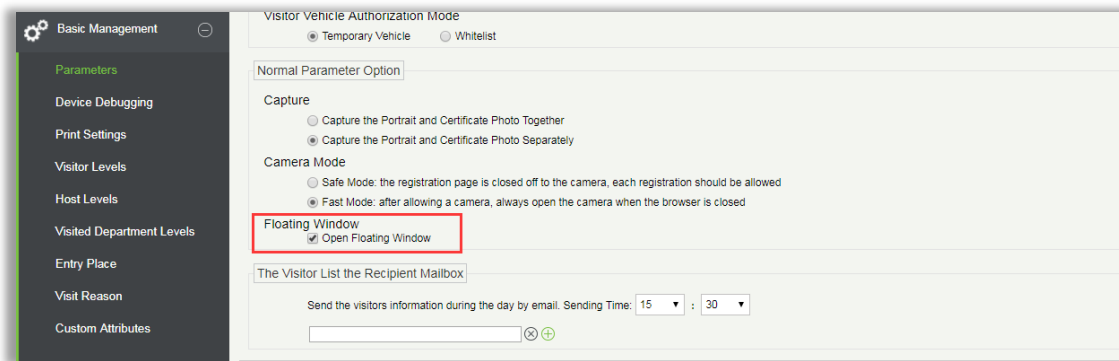 Basic Management
Parameters
Device Debugging
Print Settings
Visitor Levels
Host Levels
Visited Department Levels
Entry Place
Visit Reason
Custom Attributes
Visitor Vehicle Authorization Mode
Temporary Vehicle Whitelist
Normal Parameter Option
Capture
Capture the Portrait and Certificate Photo Together
Capture the Portrait and Certificate Photo Separately
Camera Mode
Safe Mode: the registration page is closed off to the camera, each registration should be allowed
Fast Mode: after allowing a camera, always open the camera when the browser is closed
Floating Window
Open Floating Window
The Visitor List the Recipient Mailbox
Send the visitors information during the day by email. Sending Time: 15 : 30